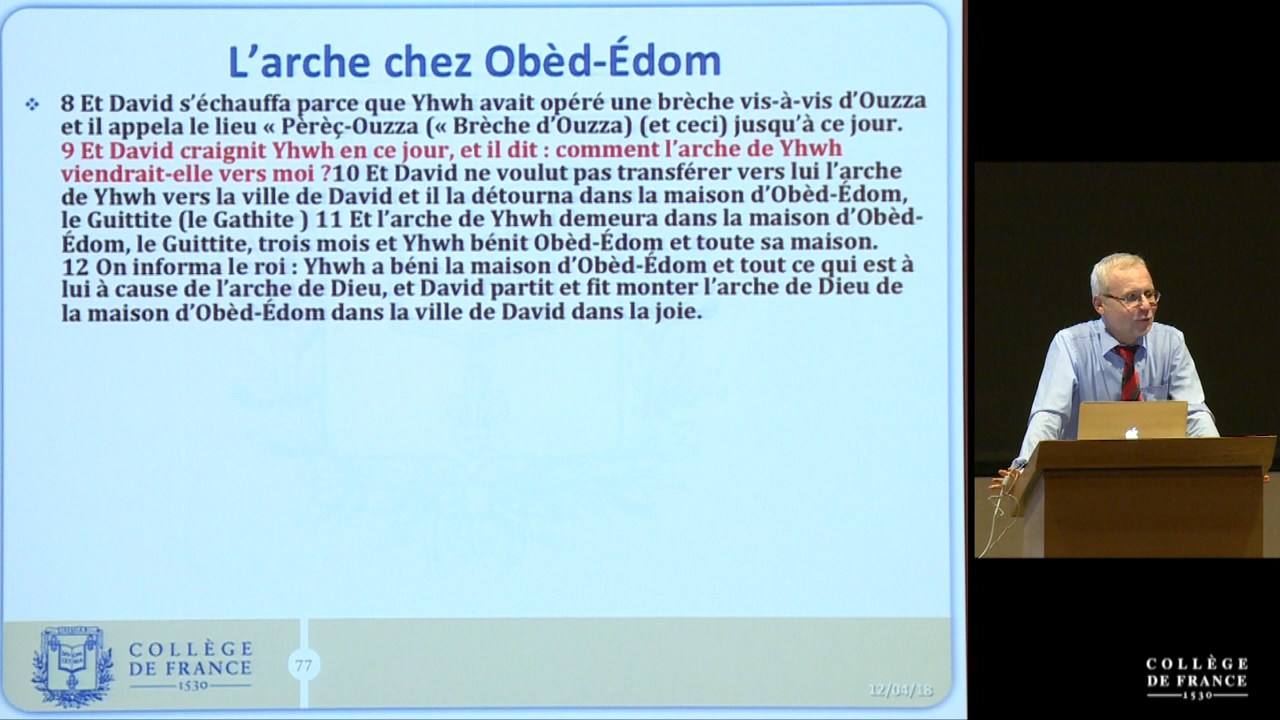 L’arche chez Obèd-Édom
❖ 8 Et David s’échauffa parce que Yhwh avait opéré une brèche vis-à-vis d’Ouzza
et il appela le lieu « Pèrèç-Ouzza (« Brèche d’Ouzza) (et ceci) jusqu’à ce jour.
9 Et David craignit Yhwh en ce jour, et il dit : comment l’arche de Yhwh
viendrait-elle vers moi ?10 Et David ne voulut pas transférer vers lui l’arche
de Yhwh vers la ville de David et il la détourna dans la maison d’Obèd-Édom,
le Guittite (le Gathite ) 11 Et l’arche de Yhwh demeura dans la maison d’Obèd-
Édom, le Guittite, trois mois et Yhwh bénit Obèd-Édom et toute sa maison.
12 On informa le roi : Yhwh a béni la maison d’Obèd-Édom et tout ce qui est à
lui à cause de l’arche de Dieu, et David partit et fit monter l’arche de Dieu de
la maison d’Obèd-Édom dans la ville de David dans la joie.
COLLÈGE
DE FRANCE
1530
77
12/04/18
COLLÈGE
DE FRANCE
1530